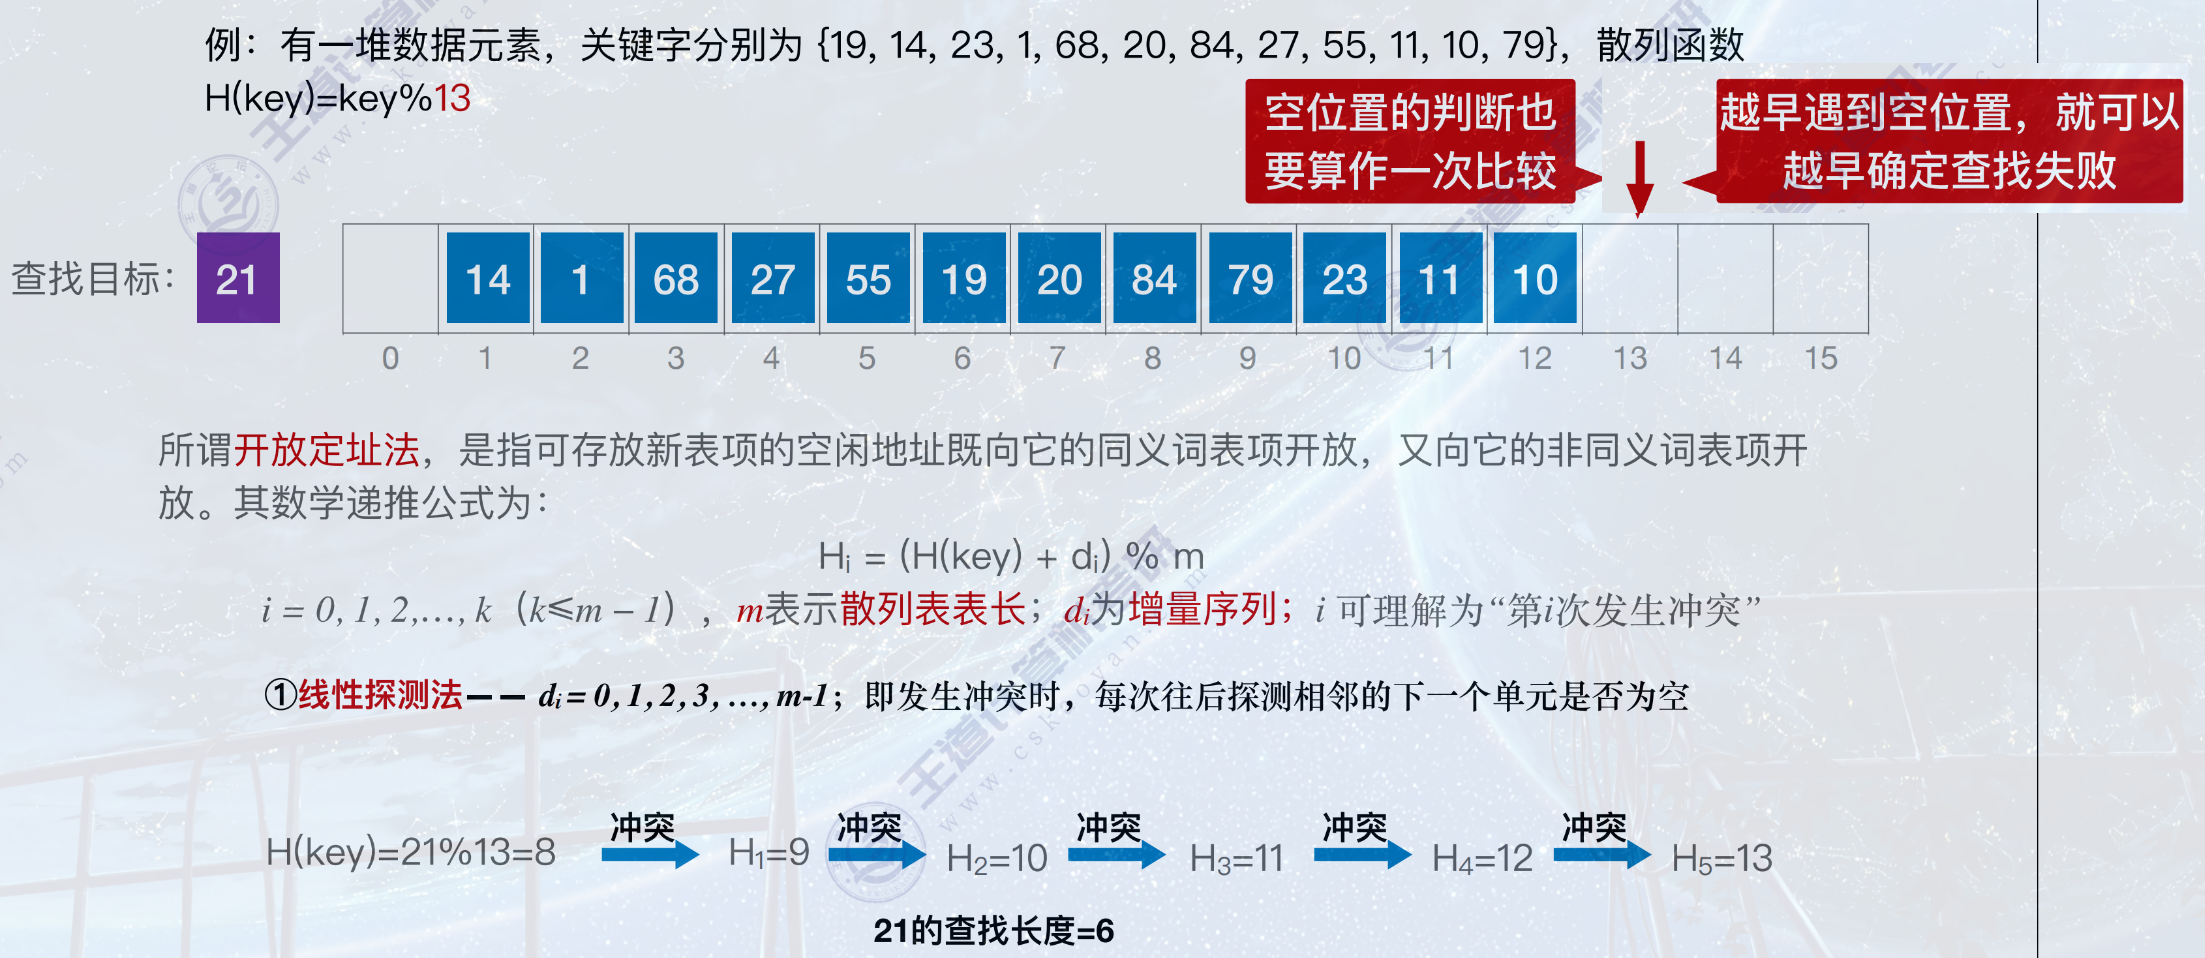 例：有一堆数据元素，关键字分别为 {19, 14, 23, 1, 68, 20, 84, 27, 55, 11, 10, 79}，散列函数
H(key)=key%13
空位置的判断也
要算作一次比较
越早遇到空位置，就可以
越早确定查找失败
查找目标：
21
14 1 68 27 55 19 20 84 79 23 11 10
0 1 2 3 4 5 6 7 8 9 10 11 12 13 14 15
所谓开放定址法，是指可存放新表项的空闲地址既向它的同义词表项开放，又向它的非同义词表项开
放。其数学递推公式为：
Hi = (H(key) + di) % m
i = 0, 1, 2,…, k（k≤m – 1），m表示散列表表长；di为增量序列；i 可理解为“第i次发生冲突”
①线性探测法—— di = 0, 1, 2, 3, …, m-1；即发生冲突时，每次往后探测相邻的下一个单元是否为空
冲突 冲突 冲突 冲突 冲突
H(key)=21%13=8 H1=9 H2=10 H3=11 H4=12 H5=13
21的查找长度=6